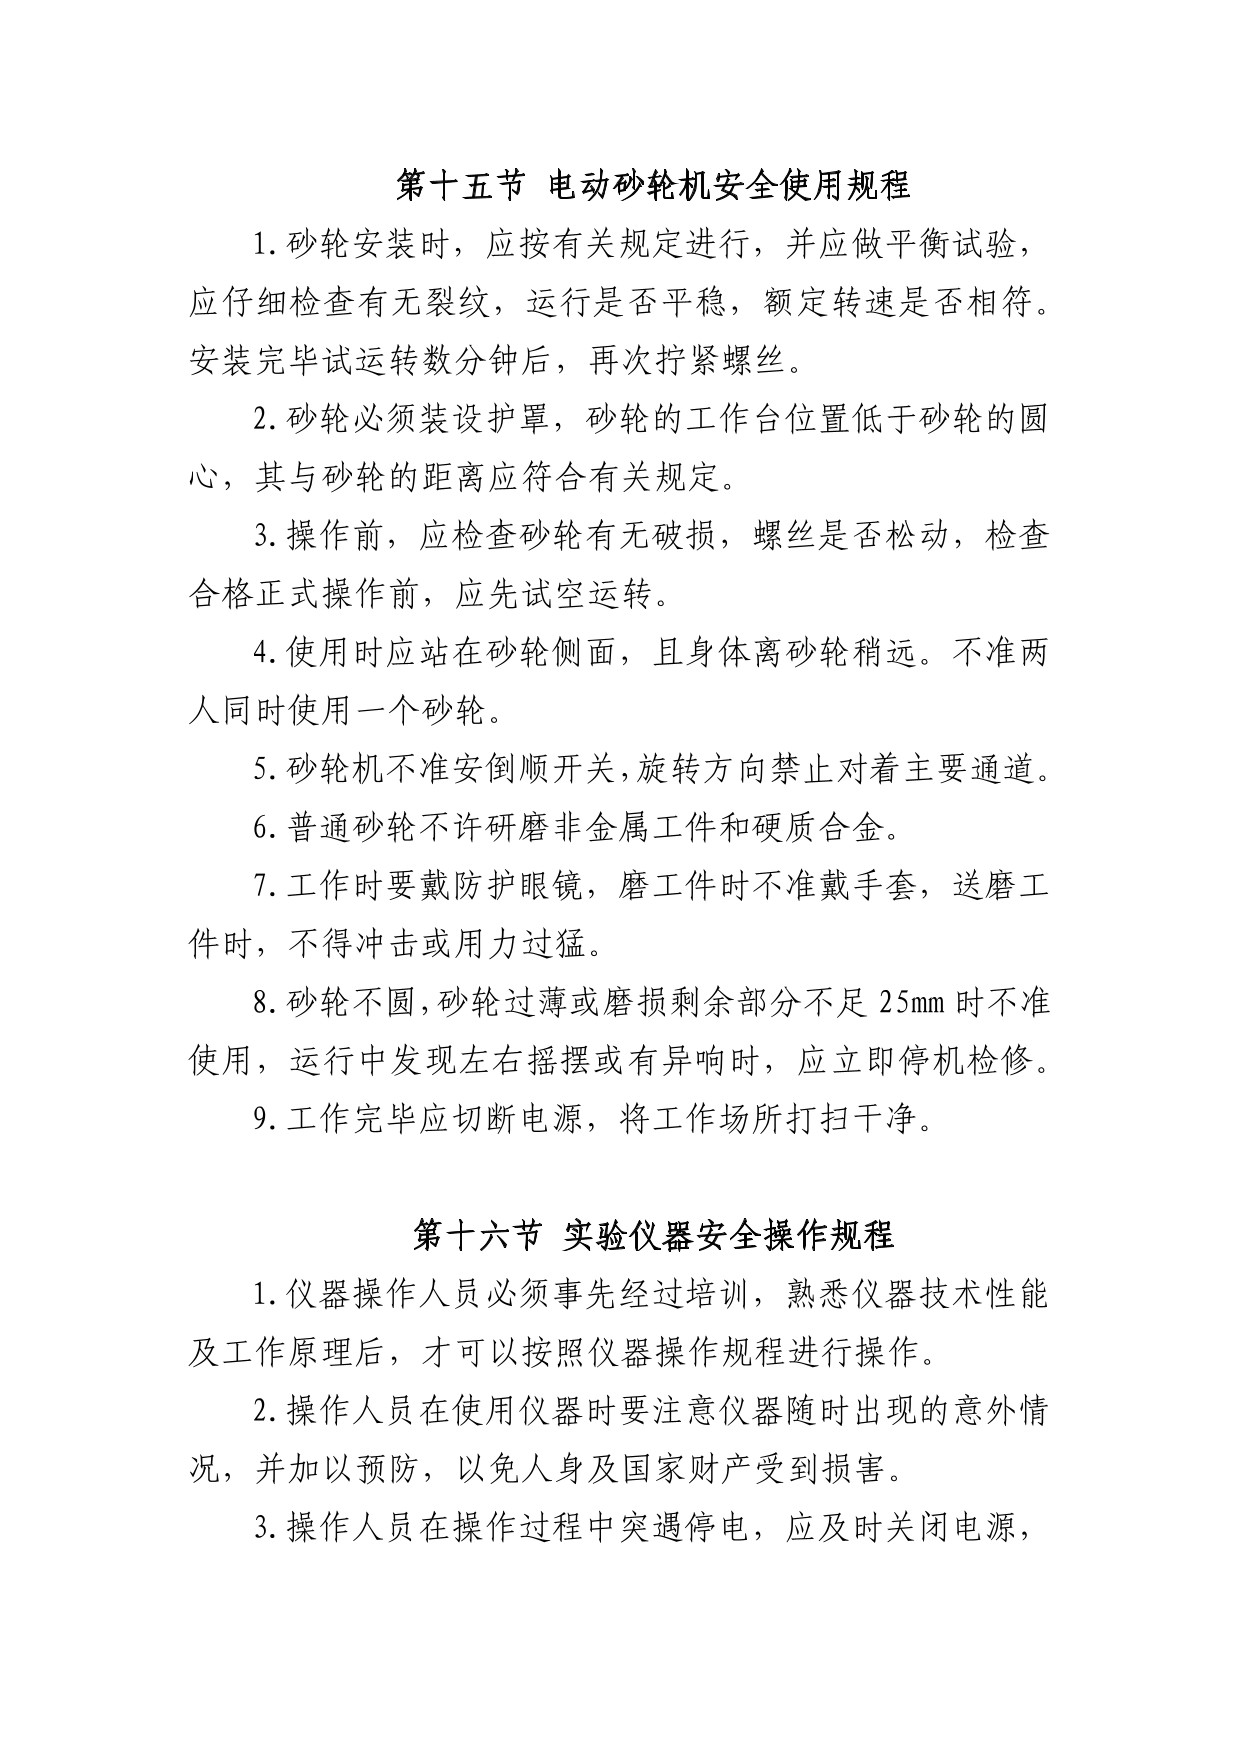 第十五节 电动砂轮机安全使用规程
1.砂轮安装时，应按有关规定进行，并应做平衡试验，
应仔细检查有无裂纹，运行是否平稳，额定转速是否相符。
安装完毕试运转数分钟后，再次拧紧螺丝。
2.砂轮必须装设护罩，砂轮的工作台位置低于砂轮的圆
心，其与砂轮的距离应符合有关规定。
3.操作前，应检查砂轮有无破损，螺丝是否松动，检查
合格正式操作前，应先试空运转。
4.使用时应站在砂轮侧面，且身体离砂轮稍远。不准两
人同时使用一个砂轮。
5.砂轮机不准安倒顺开关,旋转方向禁止对着主要通道。
6.普通砂轮不许研磨非金属工件和硬质合金。
7.工作时要戴防护眼镜，磨工件时不准戴手套，送磨工
件时，不得冲击或用力过猛。
8.砂轮不圆,砂轮过薄或磨损剩余部分不足 25mm 时不准
使用，运行中发现左右摇摆或有异响时，应立即停机检修。
9.工作完毕应切断电源，将工作场所打扫干净。
第十六节 实验仪器安全操作规程
1.仪器操作人员必须事先经过培训，熟悉仪器技术性能
及工作原理后，才可以按照仪器操作规程进行操作。
2.操作人员在使用仪器时要注意仪器随时出现的意外情
况，并加以预防，以免人身及国家财产受到损害。
3.操作人员在操作过程中突遇停电，应及时关闭电源，